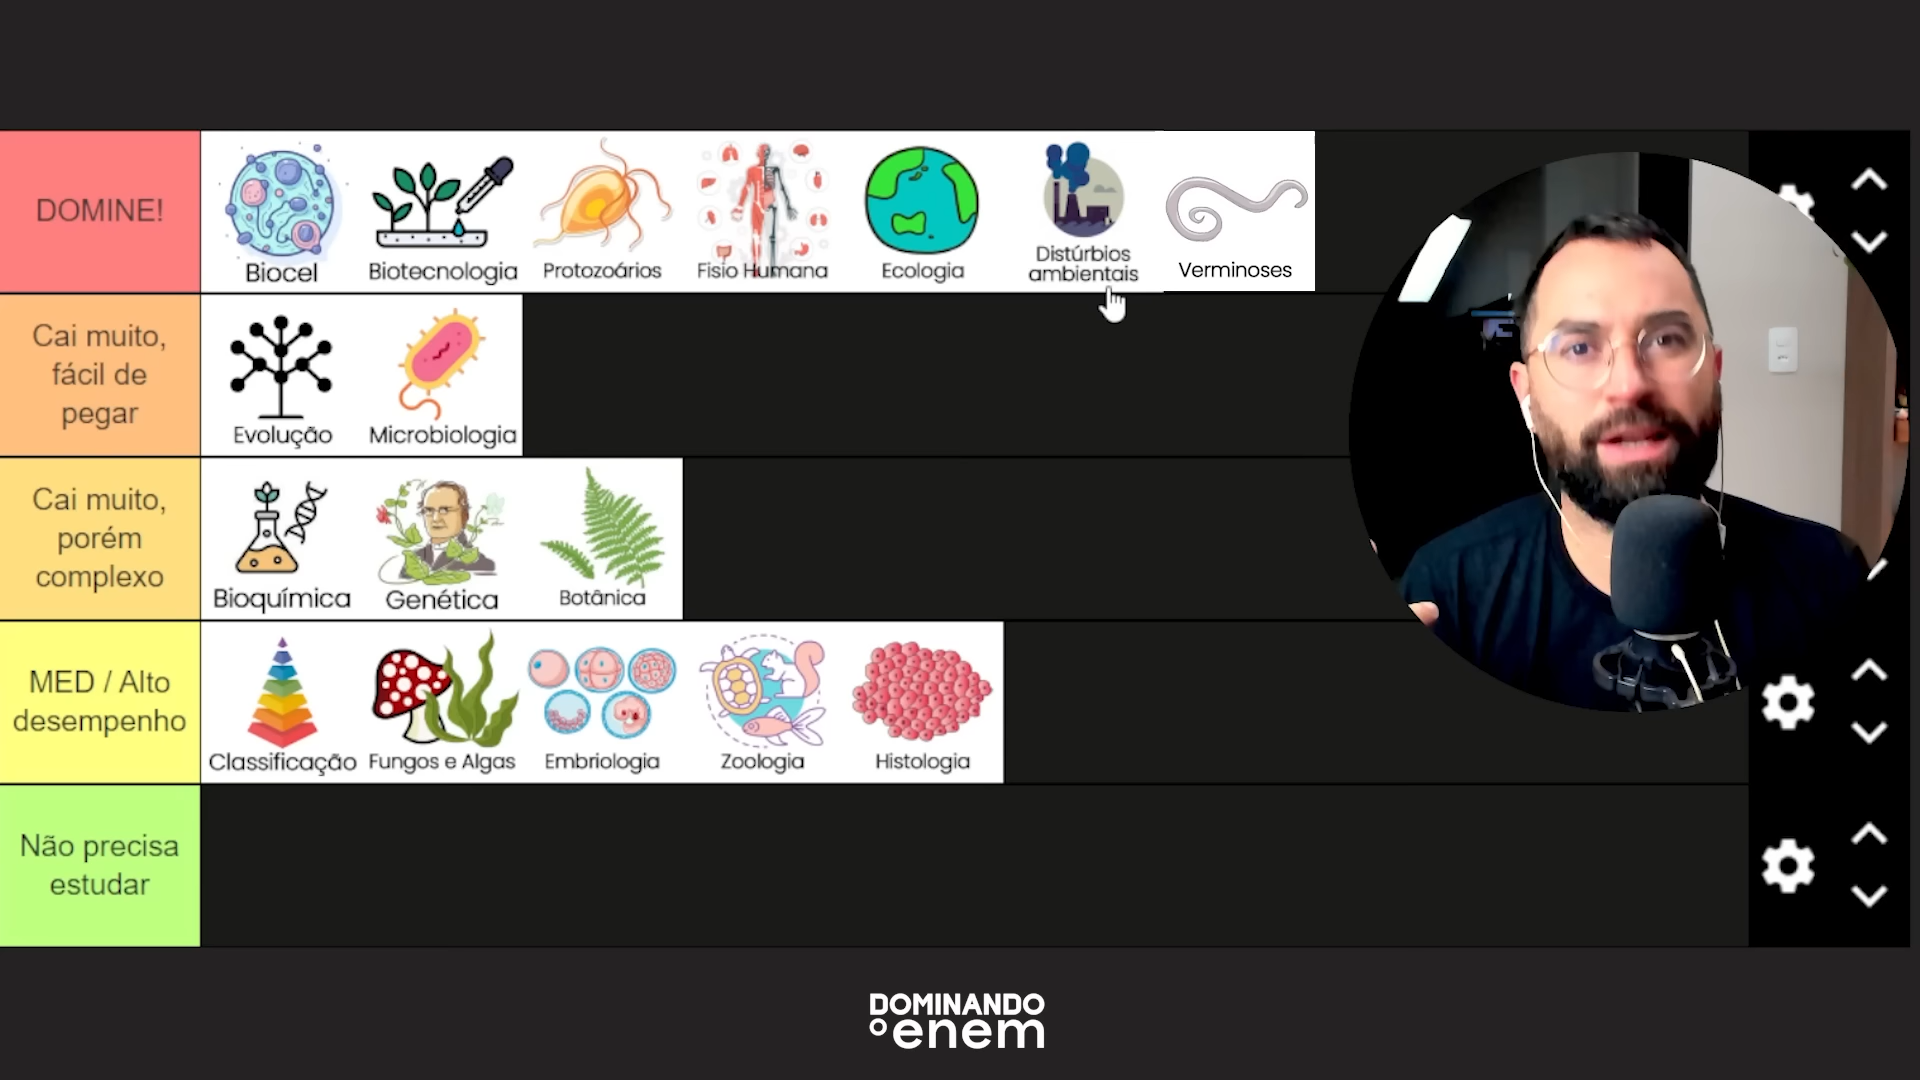 DOMINE!
Biocel
Biotecnologia
Protozoários
Fisio Humana
Ecologia
Distúrbios
ambientais
Verminoses
Cai muito,
fácil de
pegar
Evolução
Microbiologia
Cai muito,
porém
complexo
Bioquímica
Genética
Botânica
MED / Alto
desempenho
Classificação
Fungos e Algas
Embriologia
Zoologia
Histologia
Não precisa
estudar
DOMINANDO
o enem